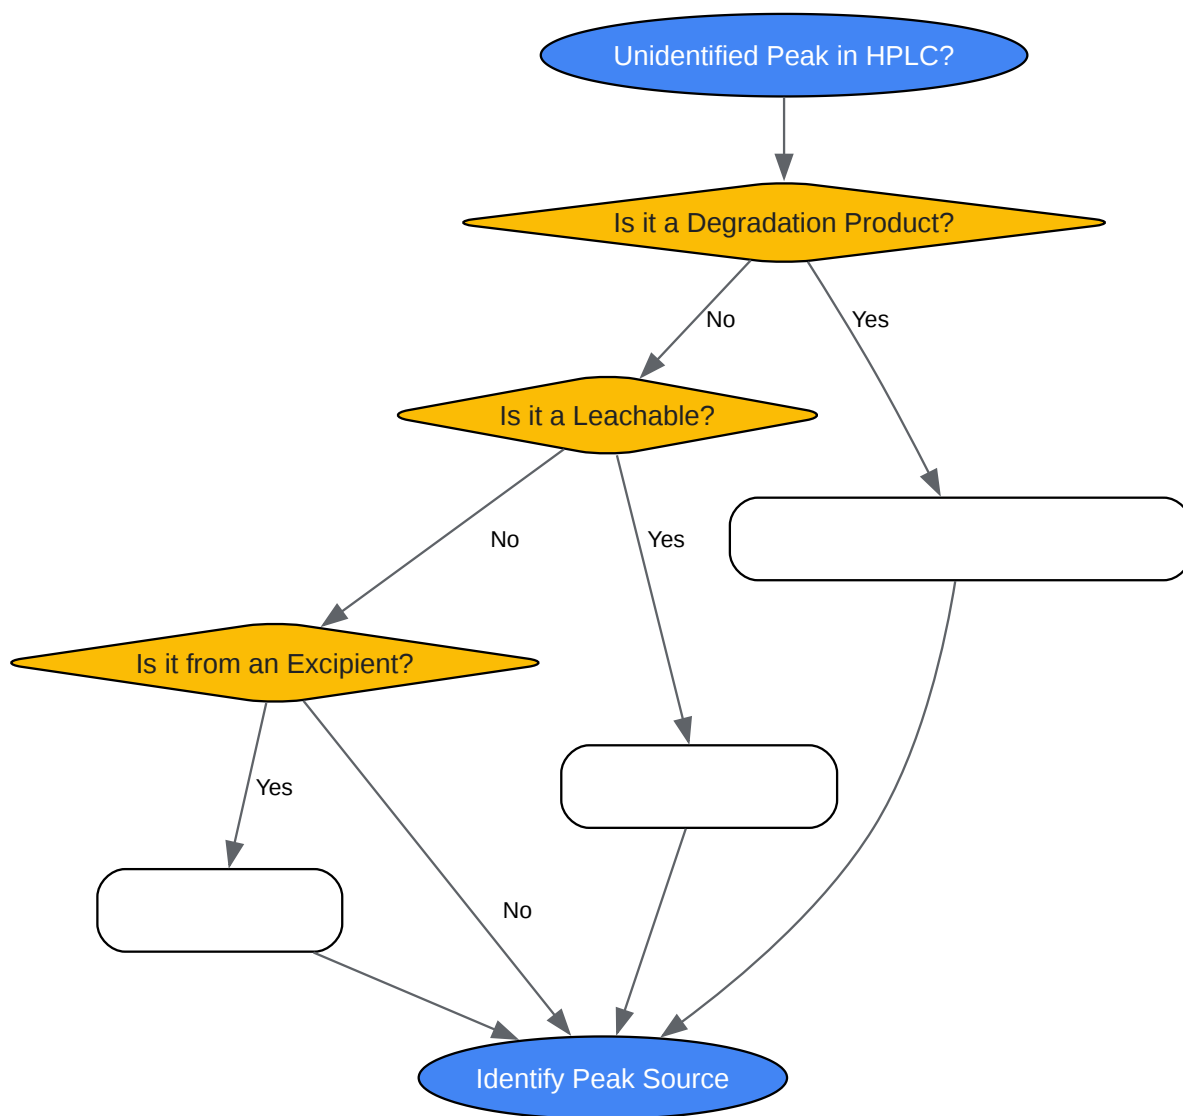 Unidentified Peak in HPLC?
Is it a Degradation Product?
No
Yes
Is it a Leachable?
No
Yes
Is it from an Excipient?
Yes
No
Identify Peak Source